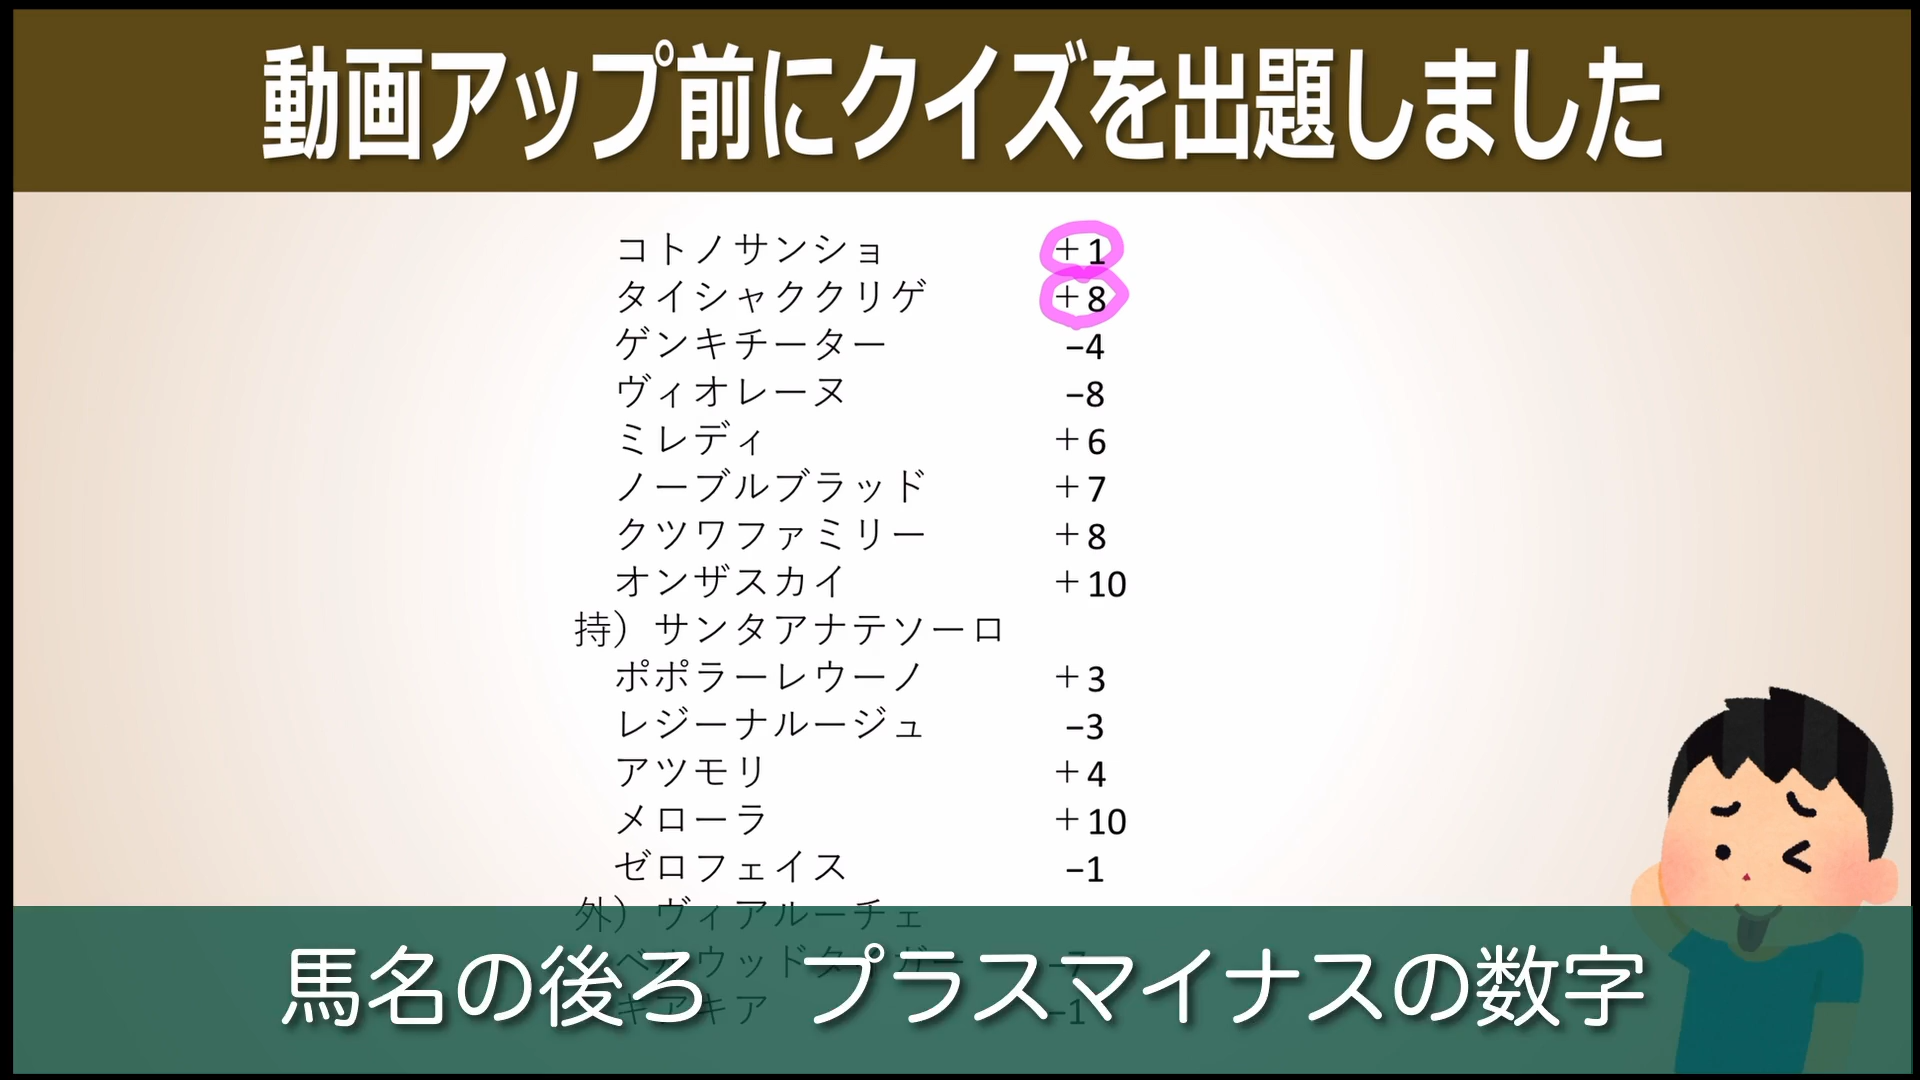 動画アップ前にクイズを出題しました
コトノサンショ +1
タイシャククリゲ +8
ゲンキチーター −4
ヴィオレーヌ −8
ミレディ +6
ノーブルブラッド +7
クツワファミリー +8
オンザスカイ +10
持）サンタアナテソーロ
ポポラーレウーノ +3
レジーナルージュ −3
アツモリ +4
メローラ +10
ゼロフェイス −1
外）ヴィアルーチェ
−7
キアキア −1
馬名の後ろ　プラスマイナスの数字